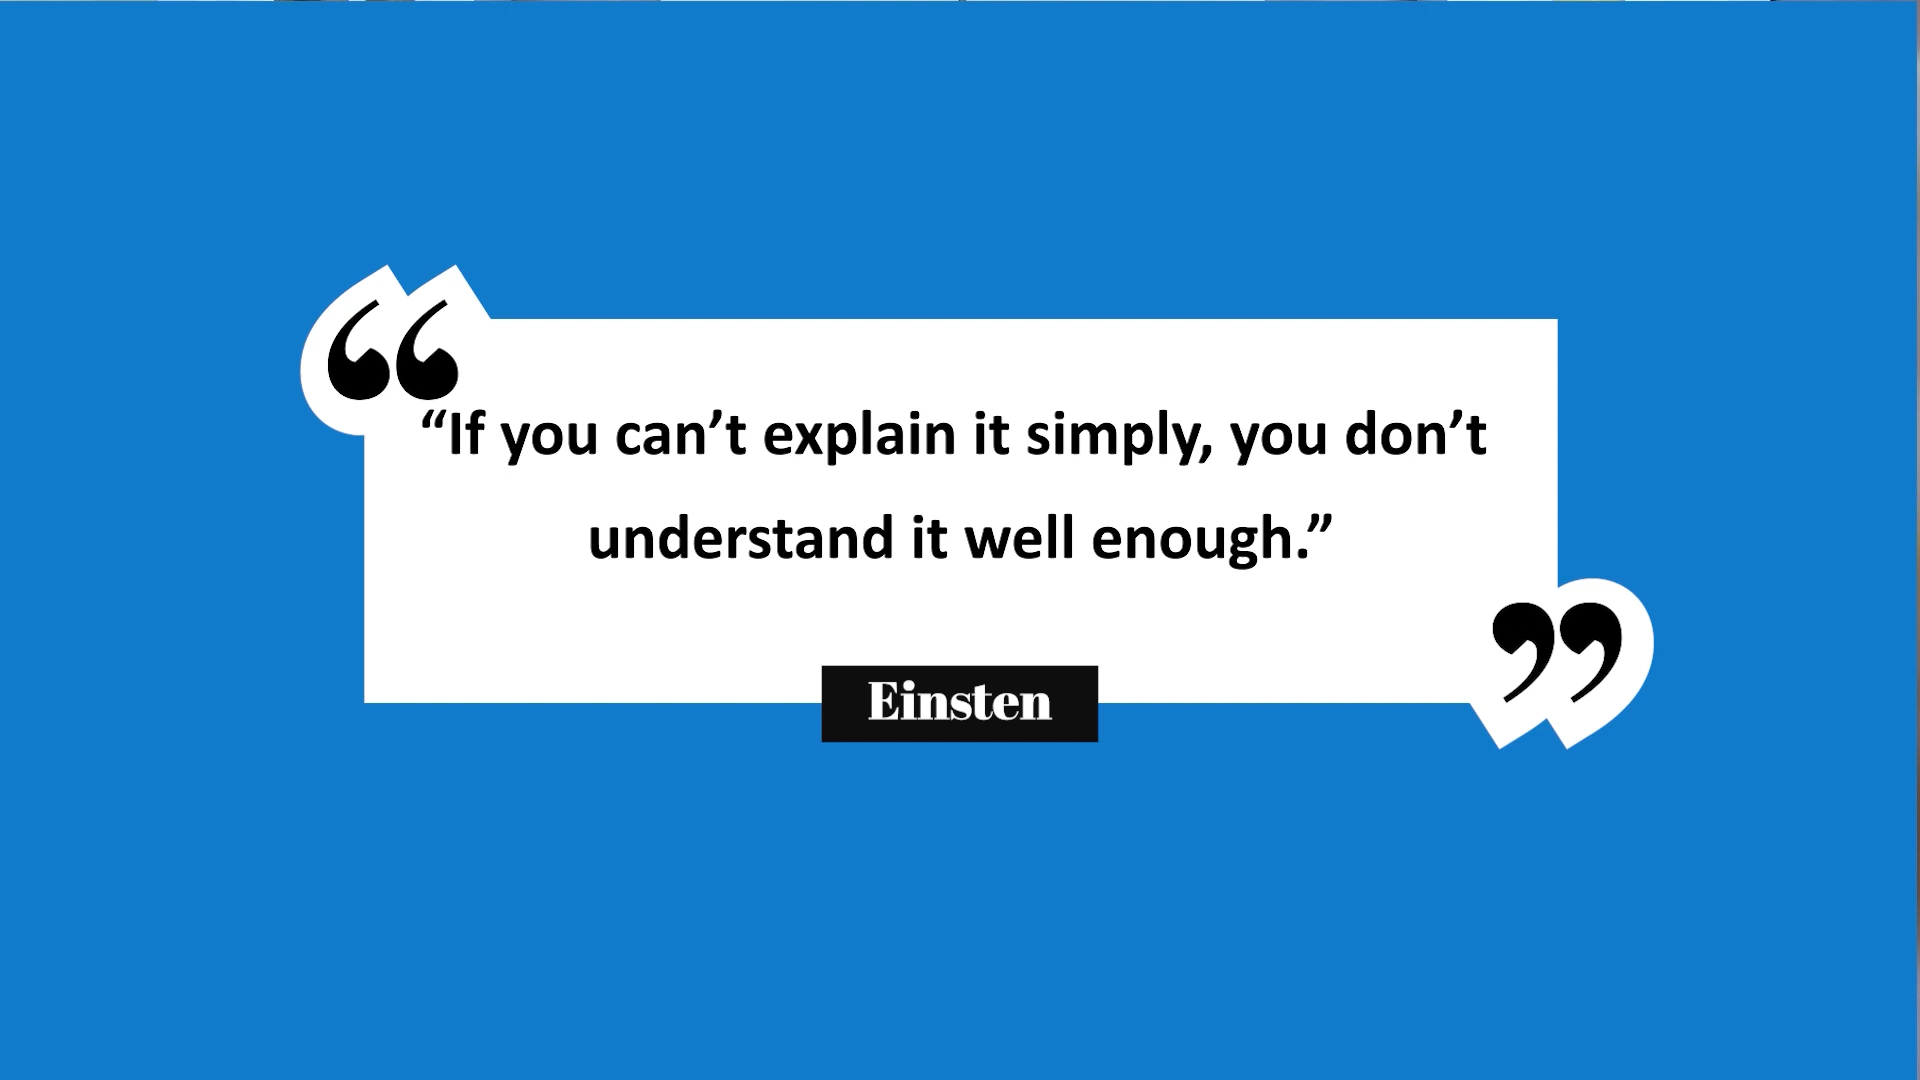 “If you can’t explain it simply, you don’t
understand it well enough.”
Einsten